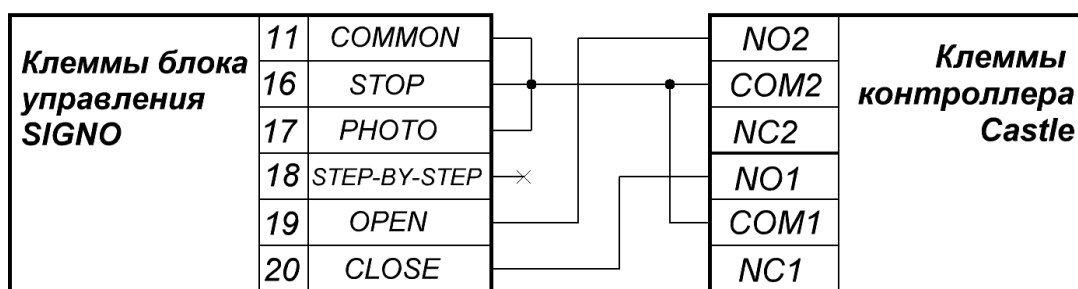 Клеммы блока
управления
SIGNO
11 COMMON
16 STOP
17 PHOTO
18 STEP-BY-STEP
19 OPEN
20 CLOSE
NO2
COM2
NC2
NO1
COM1
NC1
Клеммы
контроллера
Castle